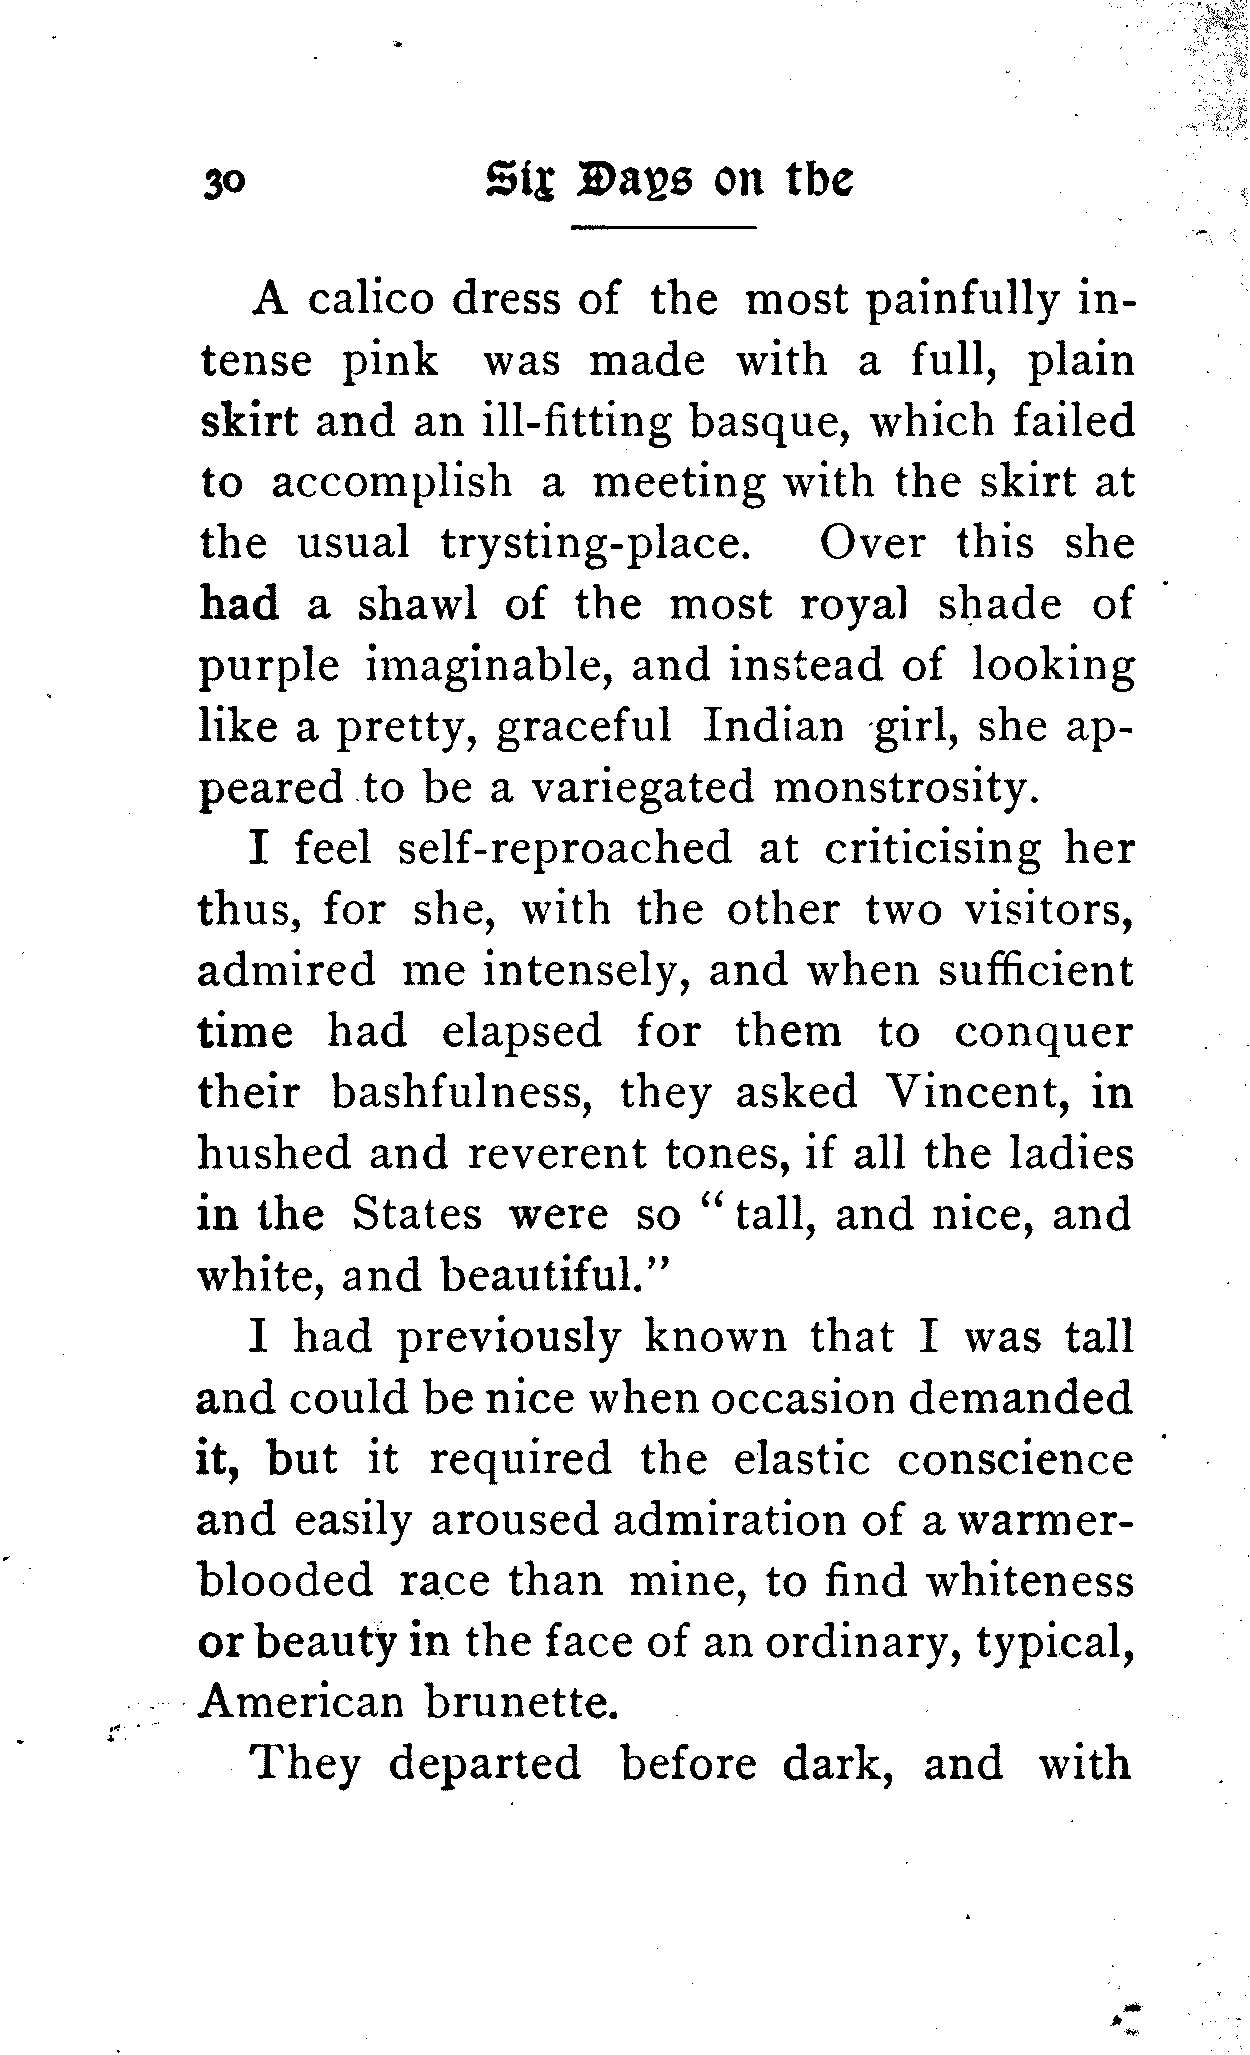 30 Six Days on the
A calico dress of the most painfully in-
tense pink was made with a full, plain
skirt and an ill-fitting basque, which failed
to accomplish a meeting with the skirt at
the usual trysting-place. Over this she
had a shawl of the most royal shade of
purple imaginable, and instead of looking
like a pretty, graceful Indian girl, she ap-
peared to be a variegated monstrosity.
I feel self-reproached at criticising her
thus, for she, with the other two visitors,
admired me intensely, and when sufficient
time had elapsed for them to conquer
their bashfulness, they asked Vincent, in
hushed and reverent tones, if all the ladies
in the States were so “ tall, and nice, and
white, and beautiful.”
I had previously known that I was tall
and could be nice when occasion demanded
it, but it required the elastic conscience
and easily aroused admiration of a warmer-
blooded race than mine, to find whiteness
or beauty in the face of an ordinary, typical,
American brunette.
They departed before dark, and with